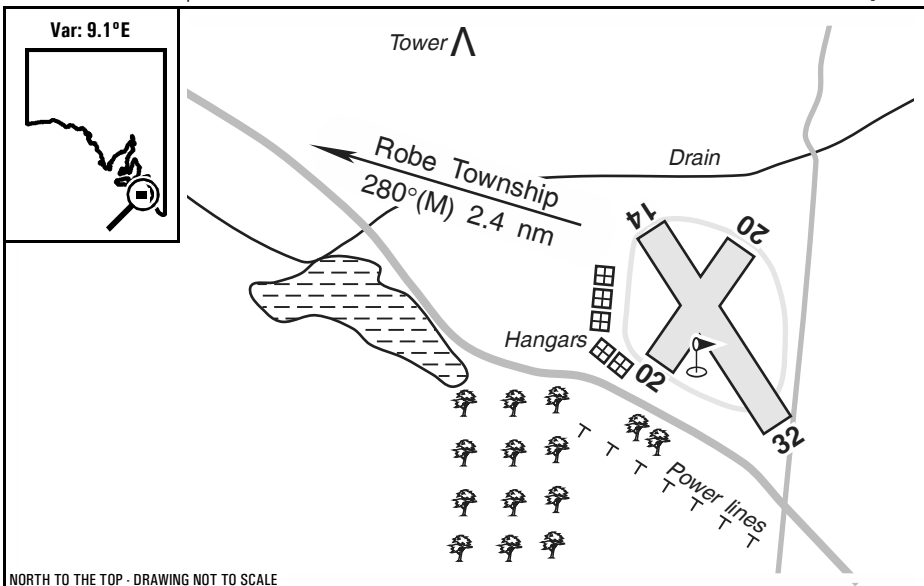 Var: 9.1ºE
Tower
Robe Township
280°(M) 2.4 nm
Drain
14
20
Hangars
02
32
Power lines
NORTH TO THE TOP - DRAWING NOT TO SCALE